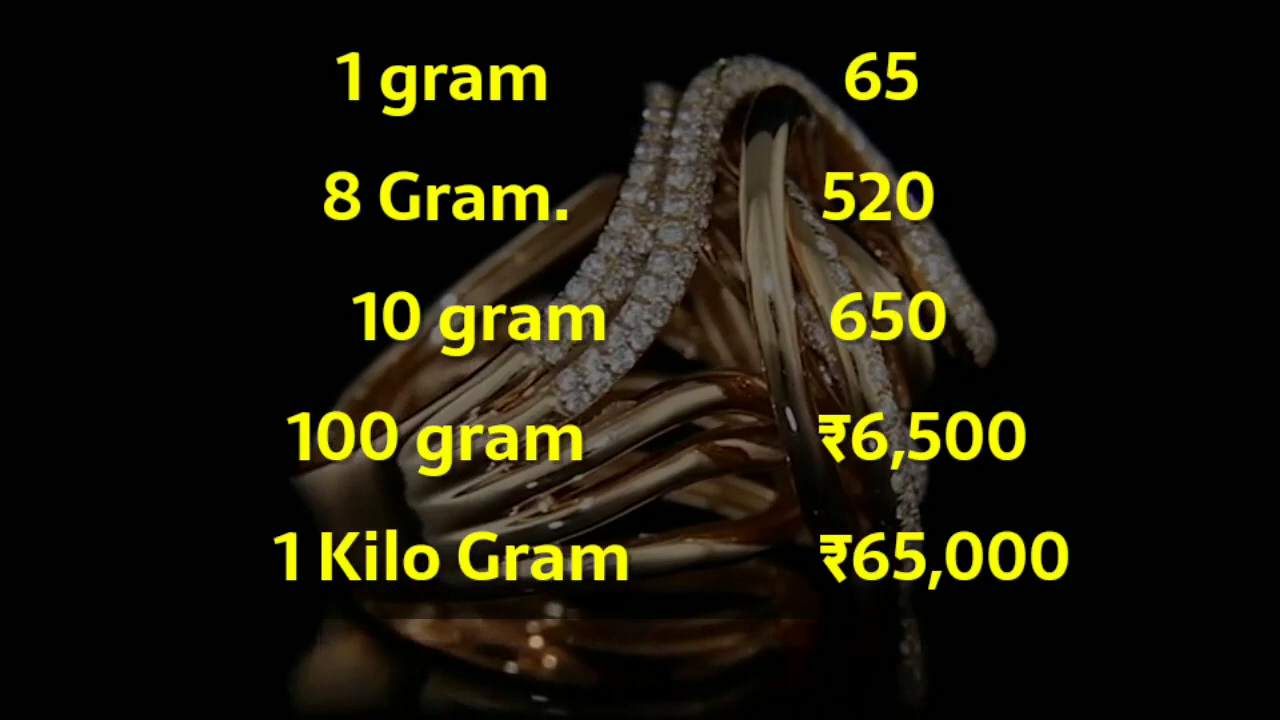 1 gram 65
8 Gram. 520
10 gram 650
100 gram ₹6,500
1 Kilo Gram ₹65,000